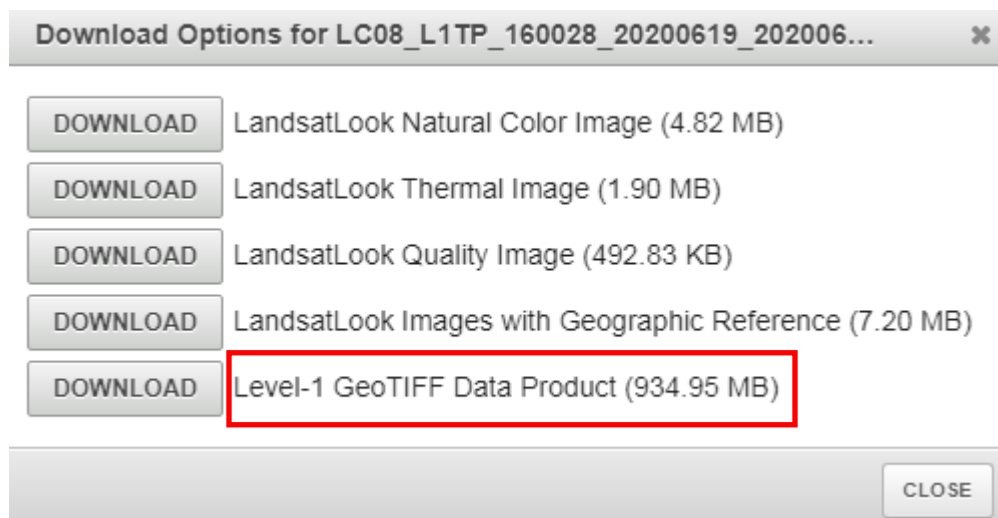 Download Options for LC08_L1TP_160028_20200619_202006...
DOWNLOAD LandsatLook Natural Color Image (4.82 MB)
DOWNLOAD LandsatLook Thermal Image (1.90 MB)
DOWNLOAD LandsatLook Quality Image (492.83 KB)
DOWNLOAD LandsatLook Images with Geographic Reference (7.20 MB)
DOWNLOAD Level-1 GeoTIFF Data Product (934.95 MB)
CLOSE